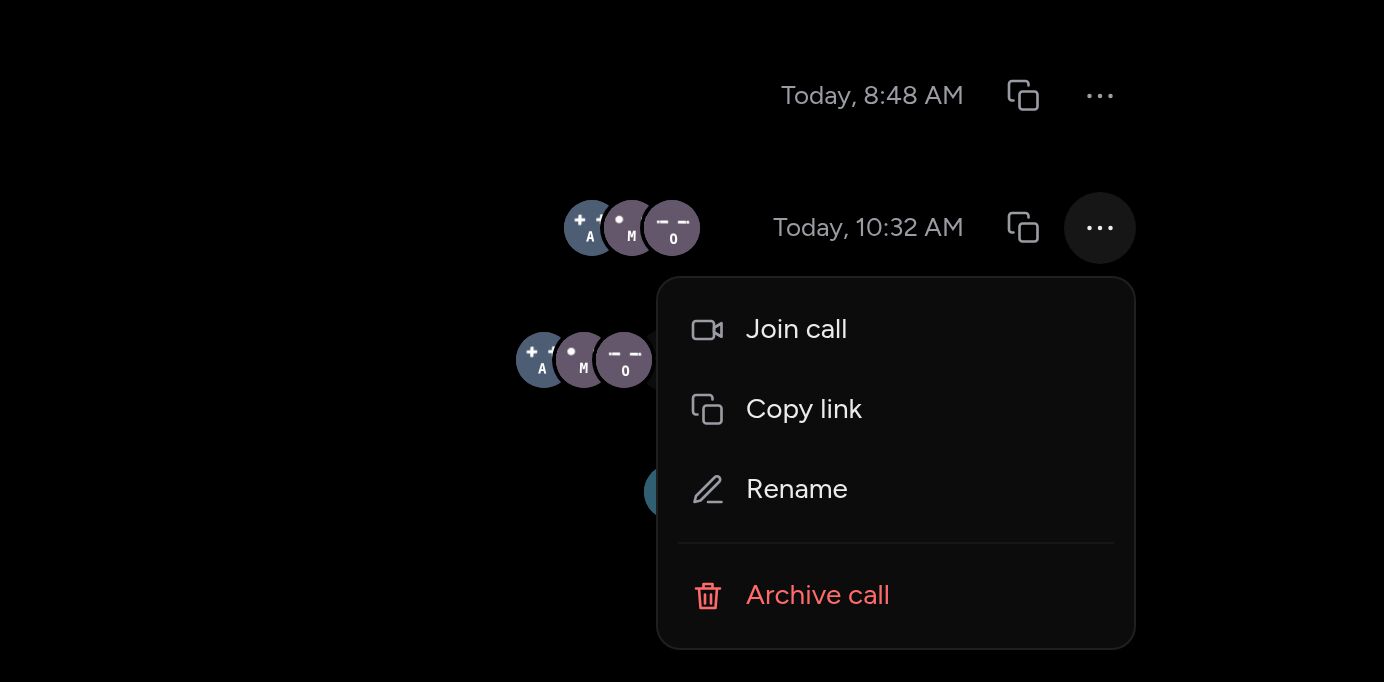 Today, 8:48 AM
A M O Today, 10:32 AM
A M O
Join call
Copy link
Rename
Archive call